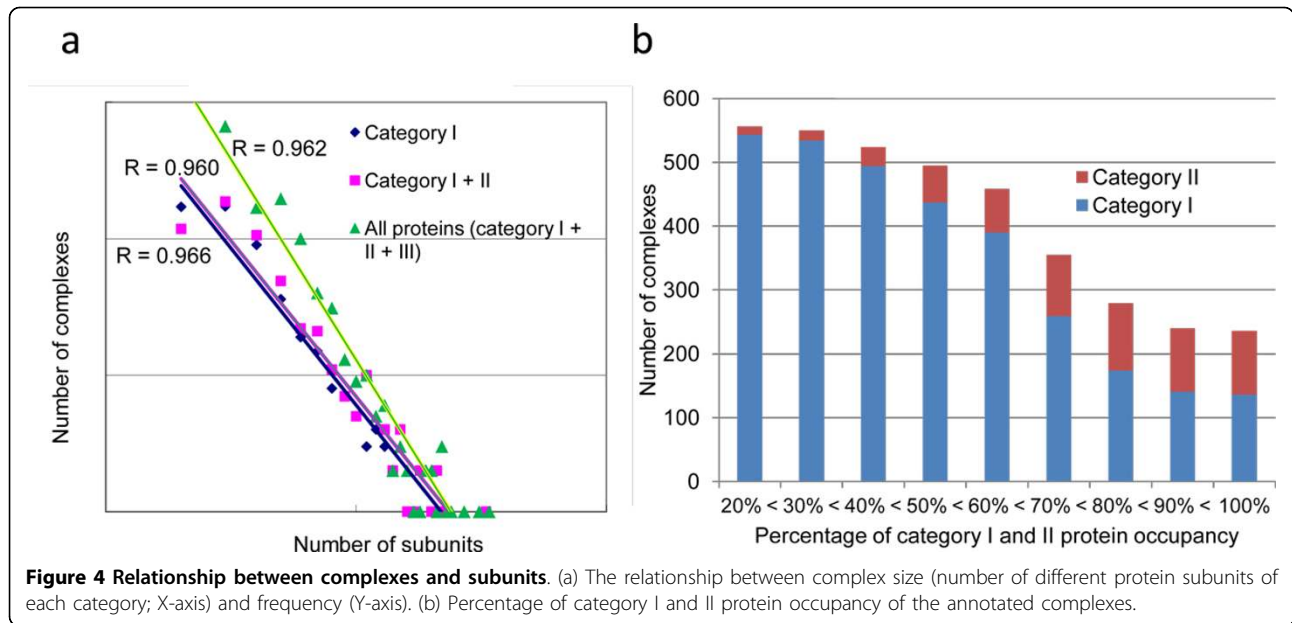 a
b
R = 0.962
R = 0.960
R = 0.966
Category I
Category I + II
All proteins (category I +
II + III)
Number of complexes
Number of subunits
600
500
400
300
200
100
0
Category II
Category I
Number of complexes
20% < 30% < 40% < 50% < 60% < 70% < 80% < 90% < 100%
Percentage of category I and II protein occupancy
Figure 4 Relationship between complexes and subunits. (a) The relationship between complex size (number of different protein subunits of
each category; X-axis) and frequency (Y-axis). (b) Percentage of category I and II protein occupancy of the annotated complexes.